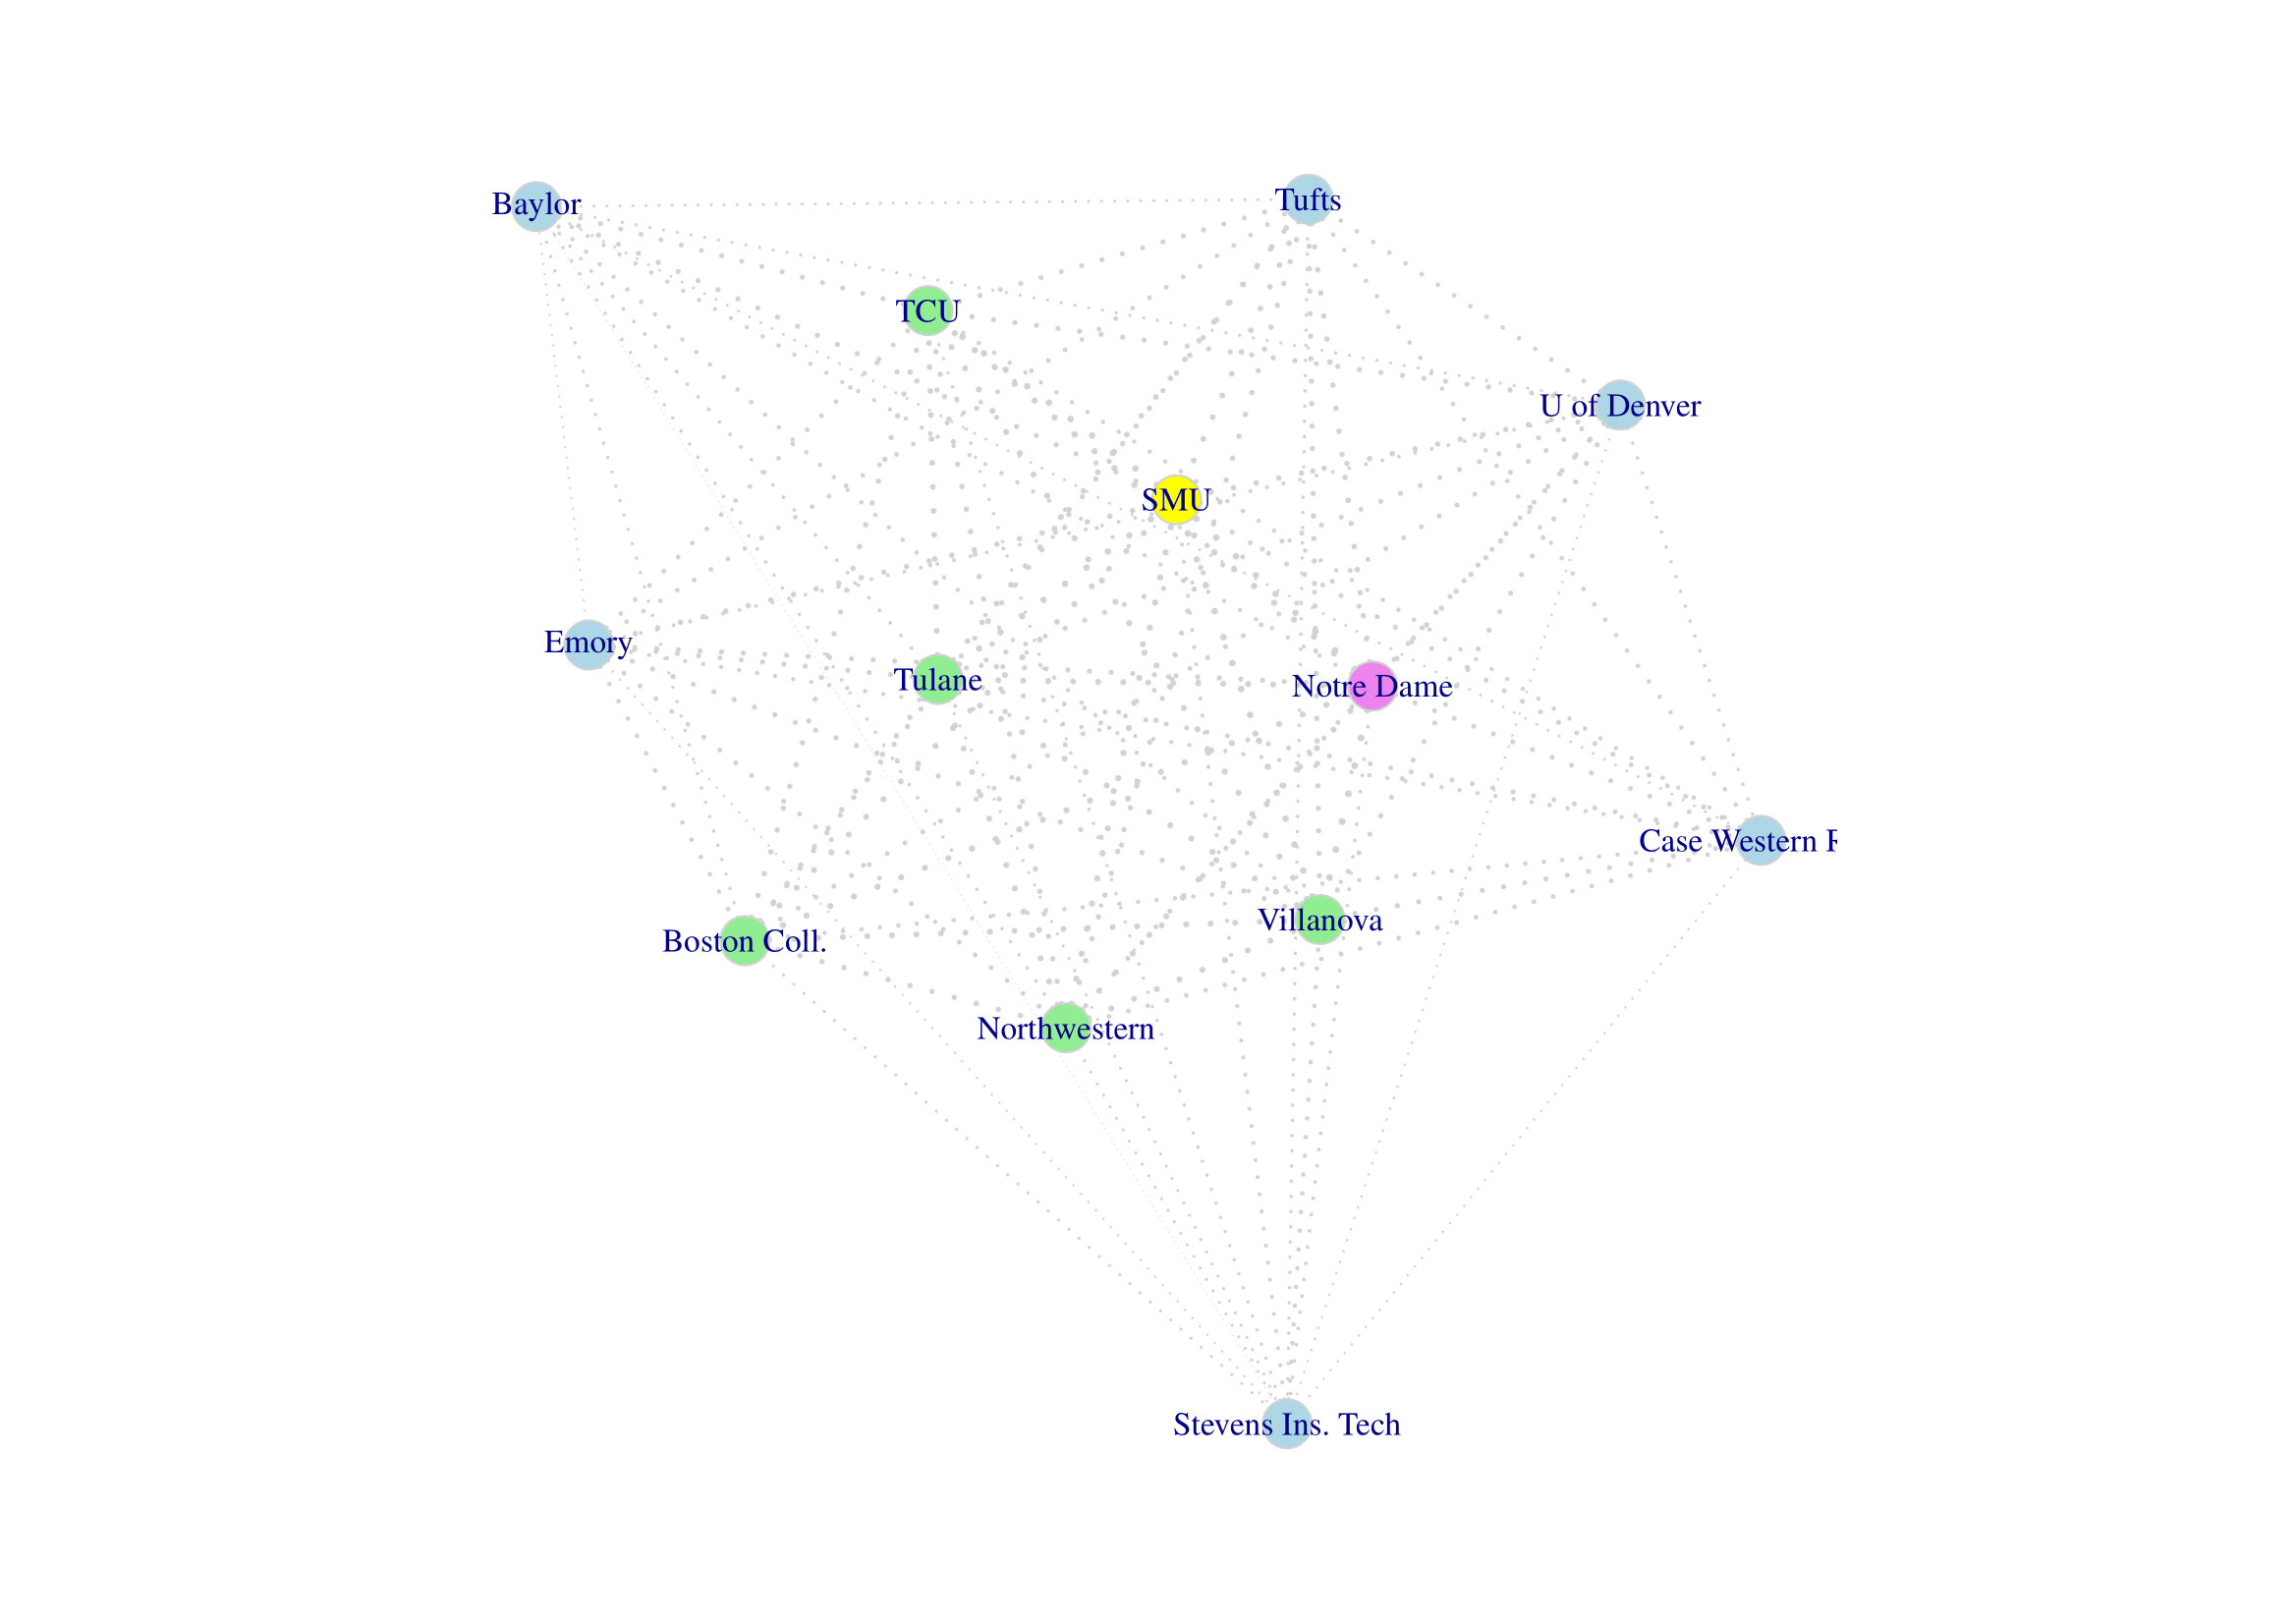 Baylor
Tufts
TCU
U of Denver
SMU
Emory
Tulane
Notre Dame
Case Western F
Villanova
Boston Coll.
Northwestern
Stevens Ins. Tech